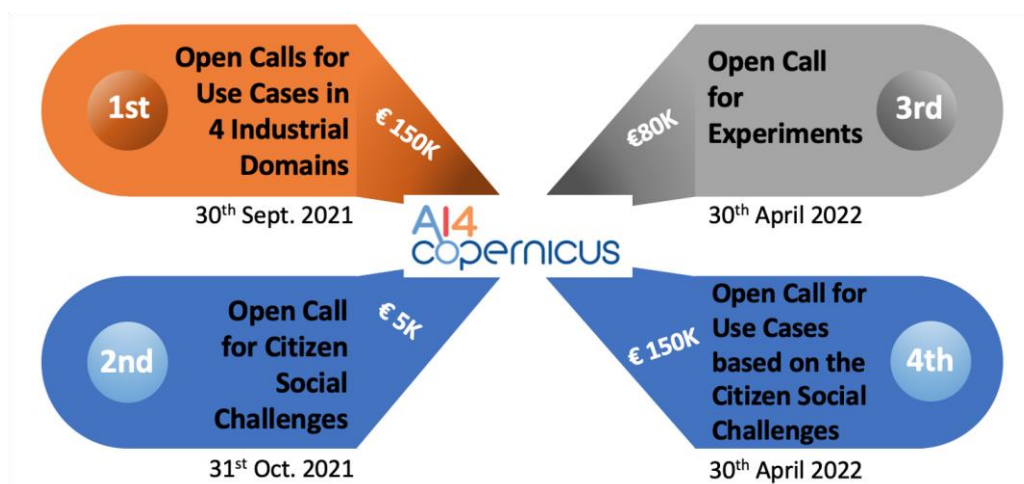 1st
Open Calls for
Use Cases in
4 Industrial
Domains
€ 150K
30th Sept. 2021
Open Call
for
Experiments
€80K
3rd
30th April 2022
AI4
copernicus
2nd
Open Call
for Citizen
Social
Challenges
€ 5K
31st Oct. 2021
Open Call for
Use Cases
based on the
Citizen Social
Challenges
€ 150K
4th
30th April 2022